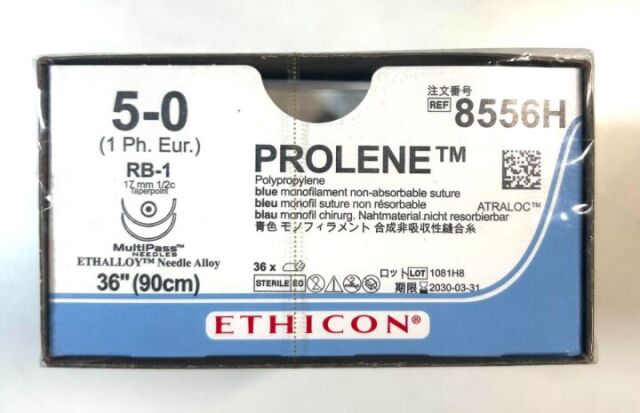 5-0
(1 Ph. Eur.)
RB-1
17 mm 1/2c
Taperpoint
MultiPass™
NEEDLES
ETHALLOY™ Needle Alloy
36" (90cm)
注文番号
REF 8556H
PROLENE™
Polypropylene
blue monofilament non-absorbable suture
bleu monofil suture non résorbable
blau monofil chirurg. Nahtmaterial.nicht resorbierbar
青色 モノフィラメント 合成非吸収性縫合糸
ATRALOC™
36 x
STERILE EO
ロット LOT 1081H8
期限 2030-03-31
ETHICON®